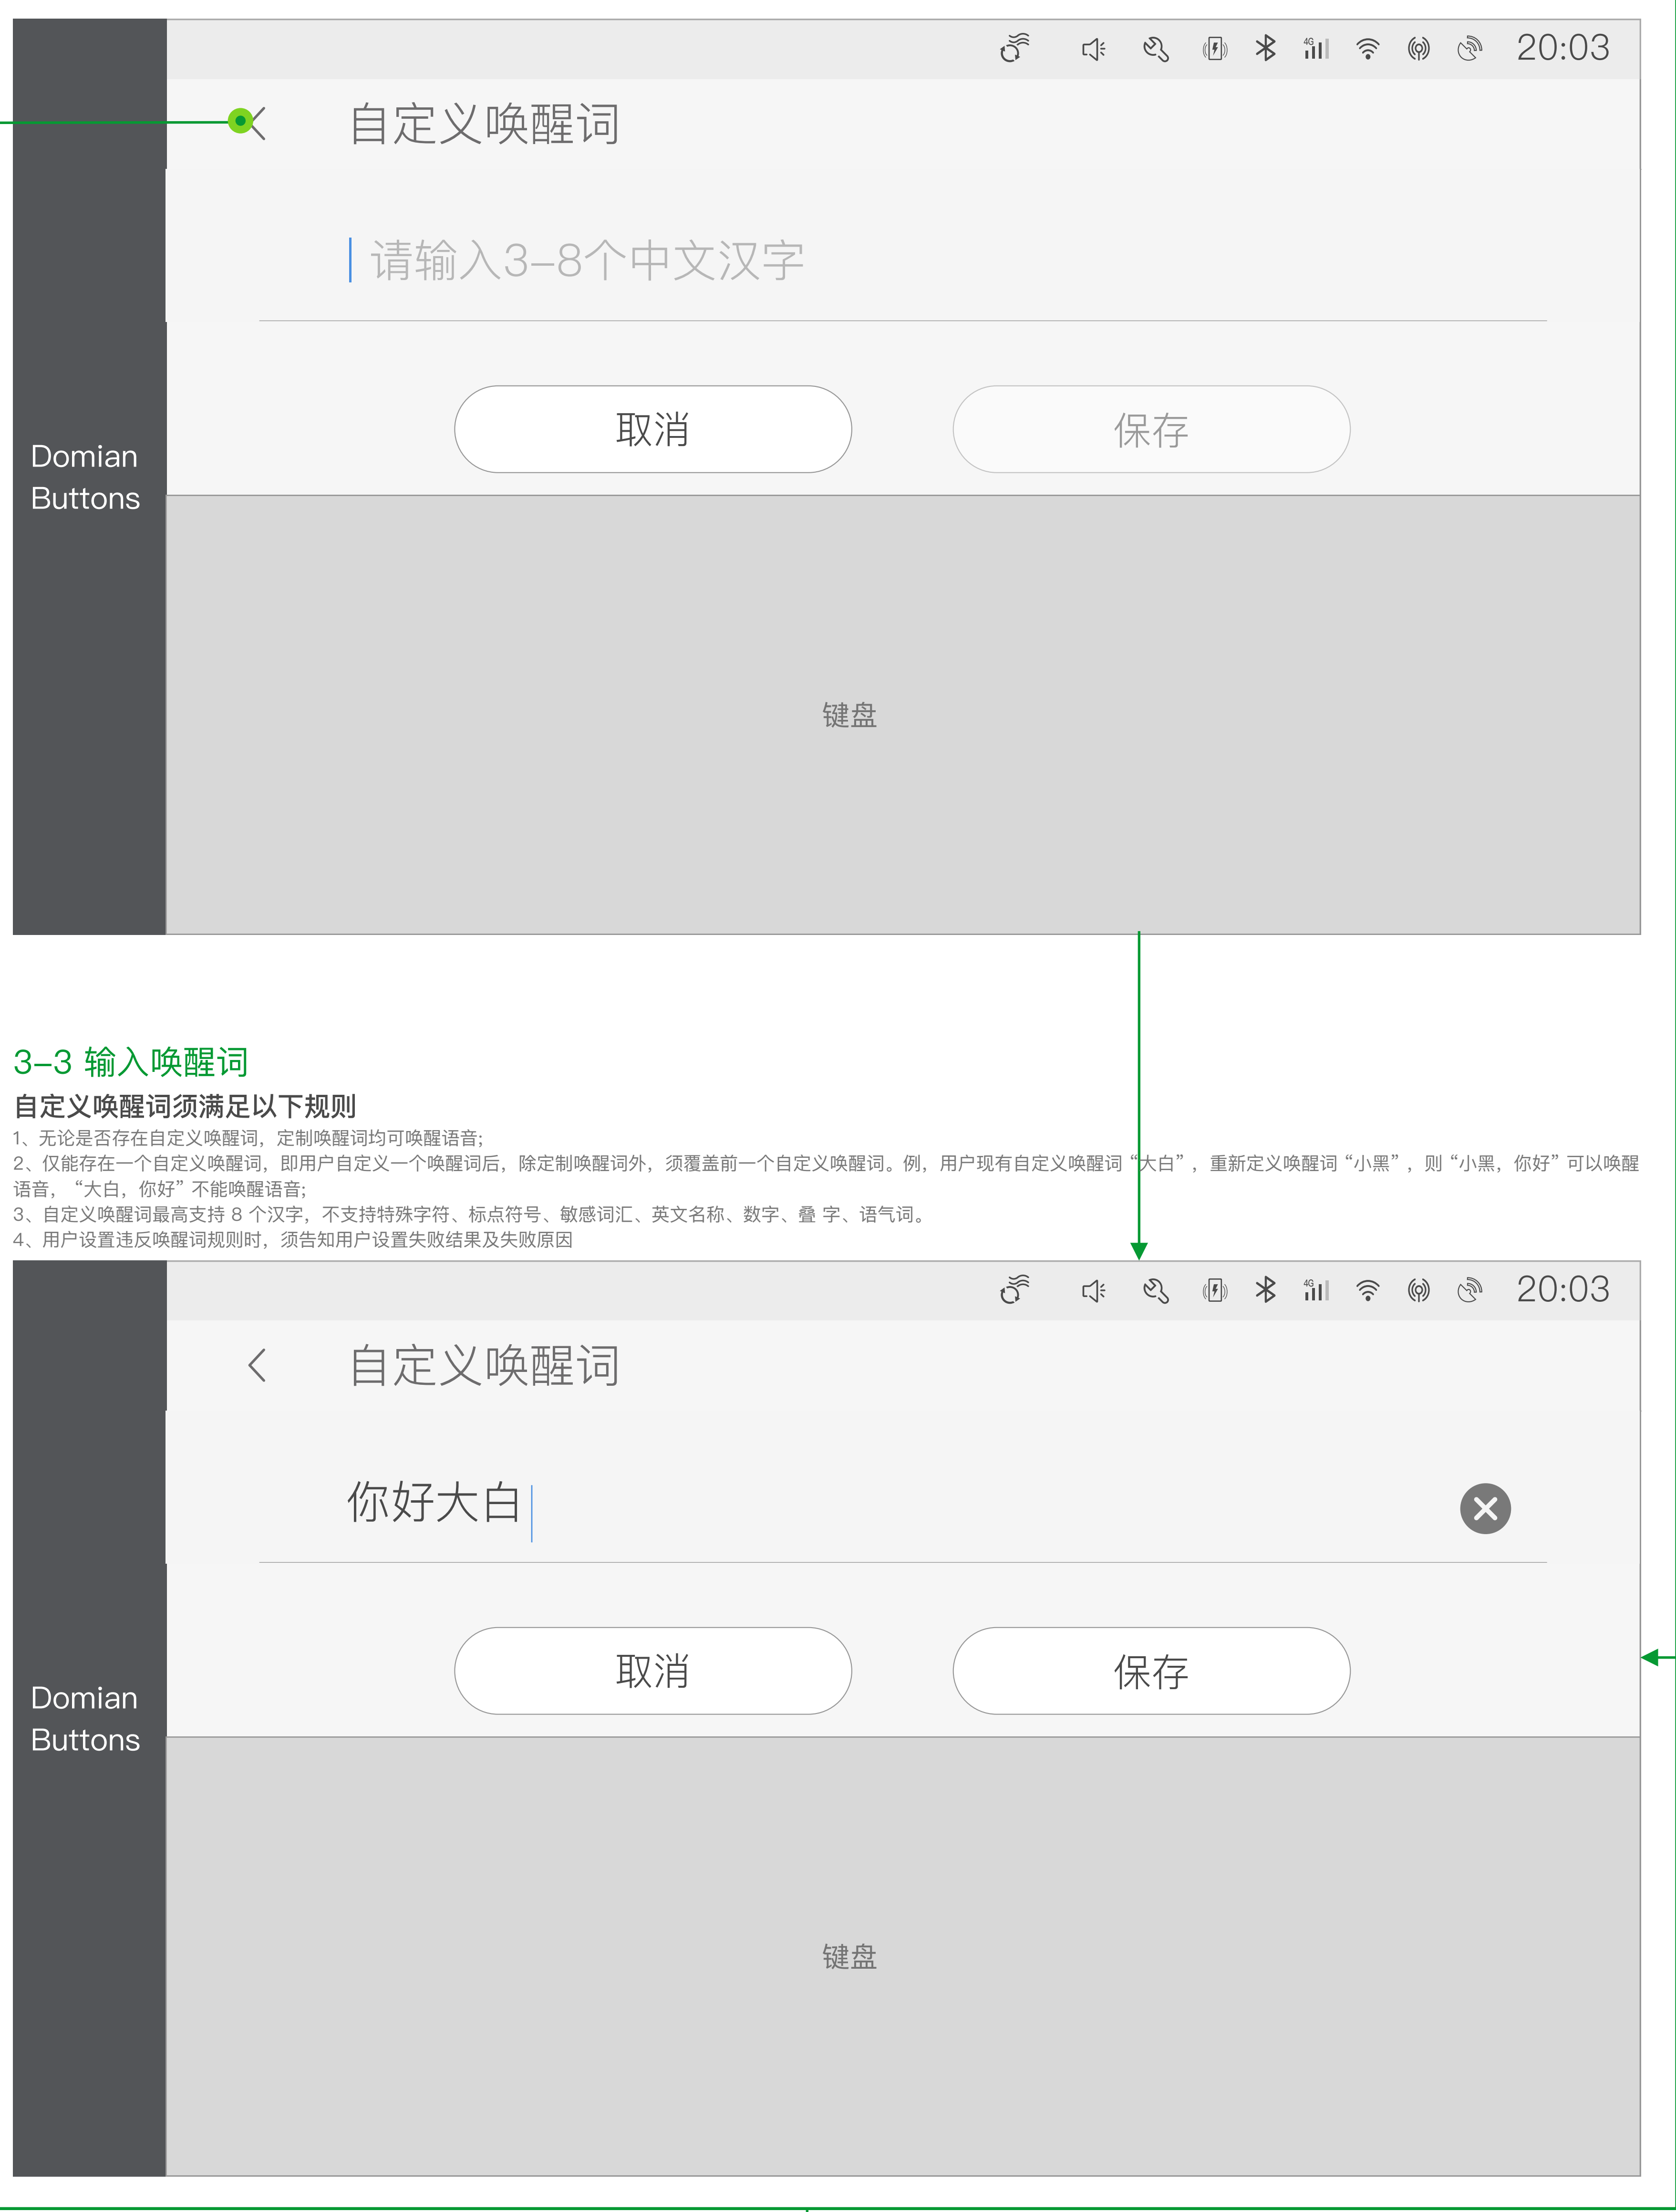 4G
20:03
自定义唤醒词
请输入3-8个中文汉字
取消
保存
Domian
Buttons
键盘
3-3 输入唤醒词
自定义唤醒词须满足以下规则
1、无论是否存在自定义唤醒词，定制唤醒词均可唤醒语音；
2、仅能存在一个自定义唤醒词，即用户自定义一个唤醒词后，除定制唤醒词外，须覆盖前一个自定义唤醒词。例，用户现有自定义唤醒词“大白”，重新定义唤醒词“小黑”，则“小黑，你好”可以唤醒
语音，“大白，你好”不能唤醒语音；
3、自定义唤醒词最高支持 8 个汉字，不支持特殊字符、标点符号、敏感词汇、英文名称、数字、叠 字、语气词。
4、用户设置违反唤醒词规则时，须告知用户设置失败结果及失败原因
4G
20:03
自定义唤醒词
你好大白
取消
保存
Domian
Buttons
键盘